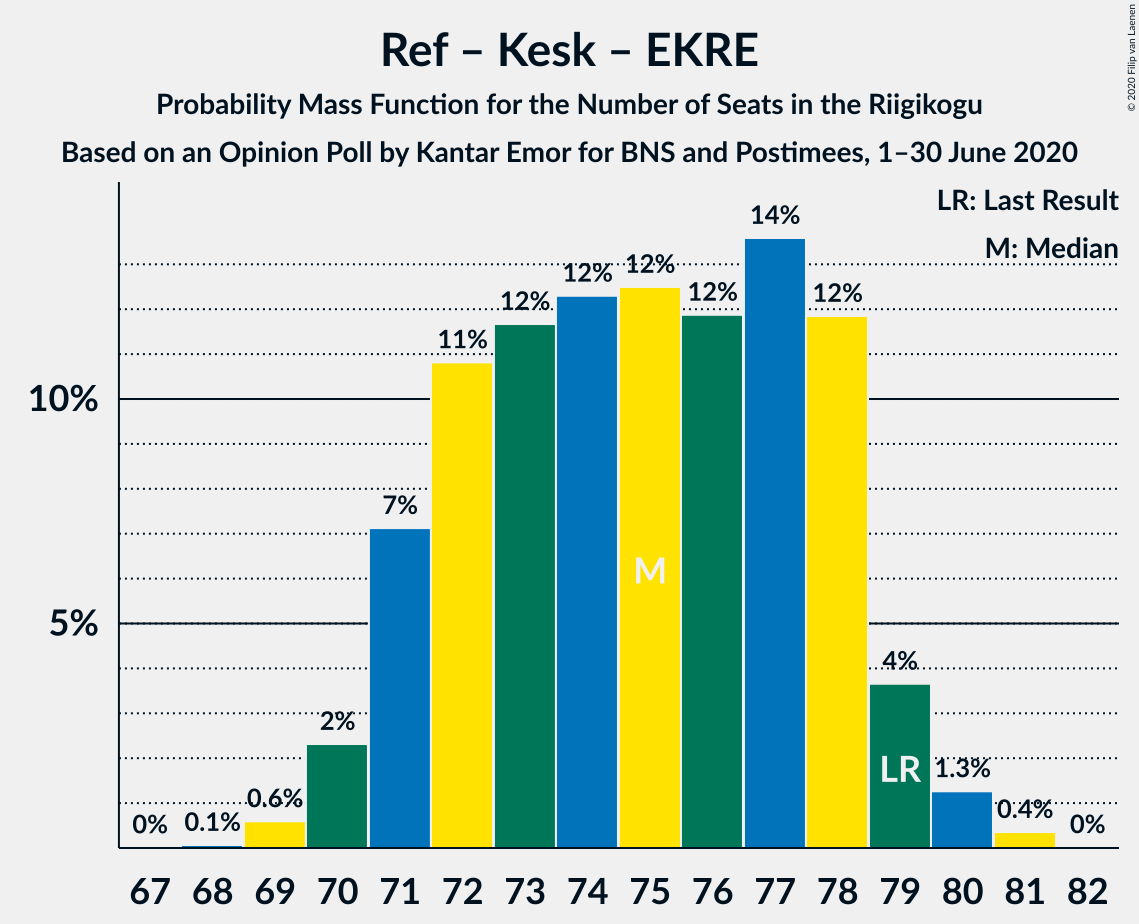 Ref – Kesk – EKRE
Probability Mass Function for the Number of Seats in the Riigikogu
Based on an Opinion Poll by Kantar Emor for BNS and Postimees, 1–30 June 2020
© 2020 Filip van Laenen
LR: Last Result
M: Median
10%
5%
0%
0.1%
0.6%
2%
7%
11%
12%
12%
12%
12%
14%
12%
4%
1.3%
0.4%
0%
M
LR
67 68 69 70 71 72 73 74 75 76 77 78 79 80 81 82